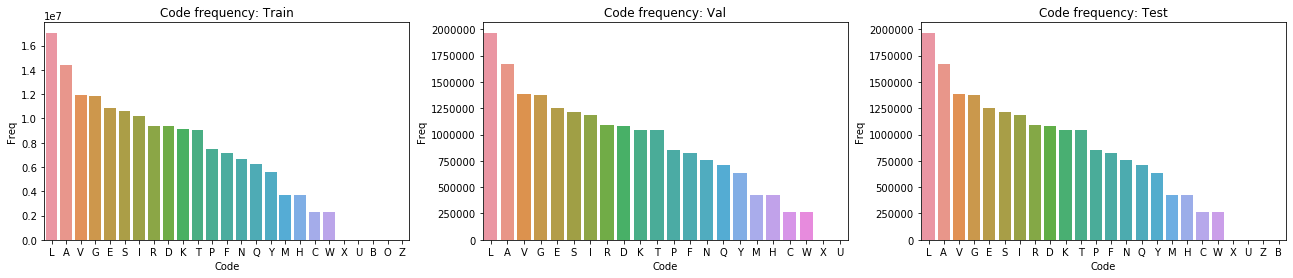 Code frequency: Train
1e7
1.6
1.4
1.2
1.0
0.8
0.6
0.4
0.2
0.0
Freq
L A V G E S I R D K T P F N Q Y M H C W X U B O Z
Code
Code frequency: Val
2000000
1750000
1500000
1250000
1000000
750000
500000
250000
0
Freq
L A V G E S I R D K T P F N Q Y M H C W X U
Code
Code frequency: Test
2000000
1750000
1500000
1250000
1000000
750000
500000
250000
0
Freq
L A V G E S I R D K T P F N Q Y M H C W X U Z B
Code